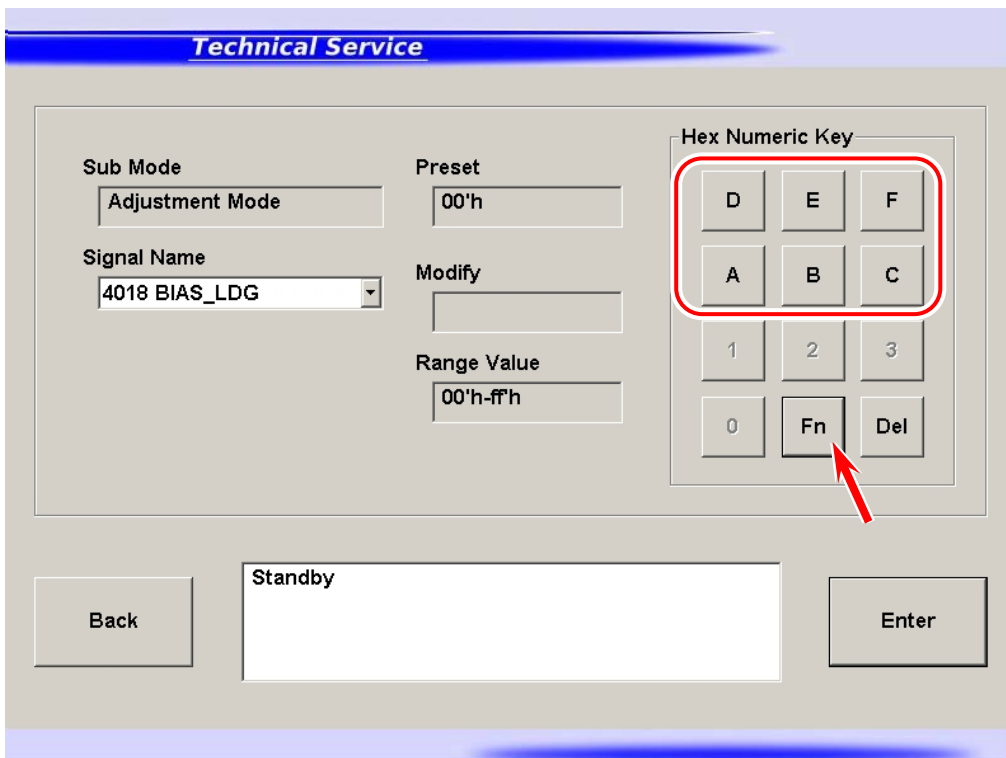 Technical Service
Sub Mode
Adjustment Mode
Signal Name
4018 BIAS_LDG
Preset
00'h
Modify
Range Value
00'h-ff'h
Hex Numeric Key
D E F
A B C
1 2 3
0 Fn Del
Back
Standby
Enter